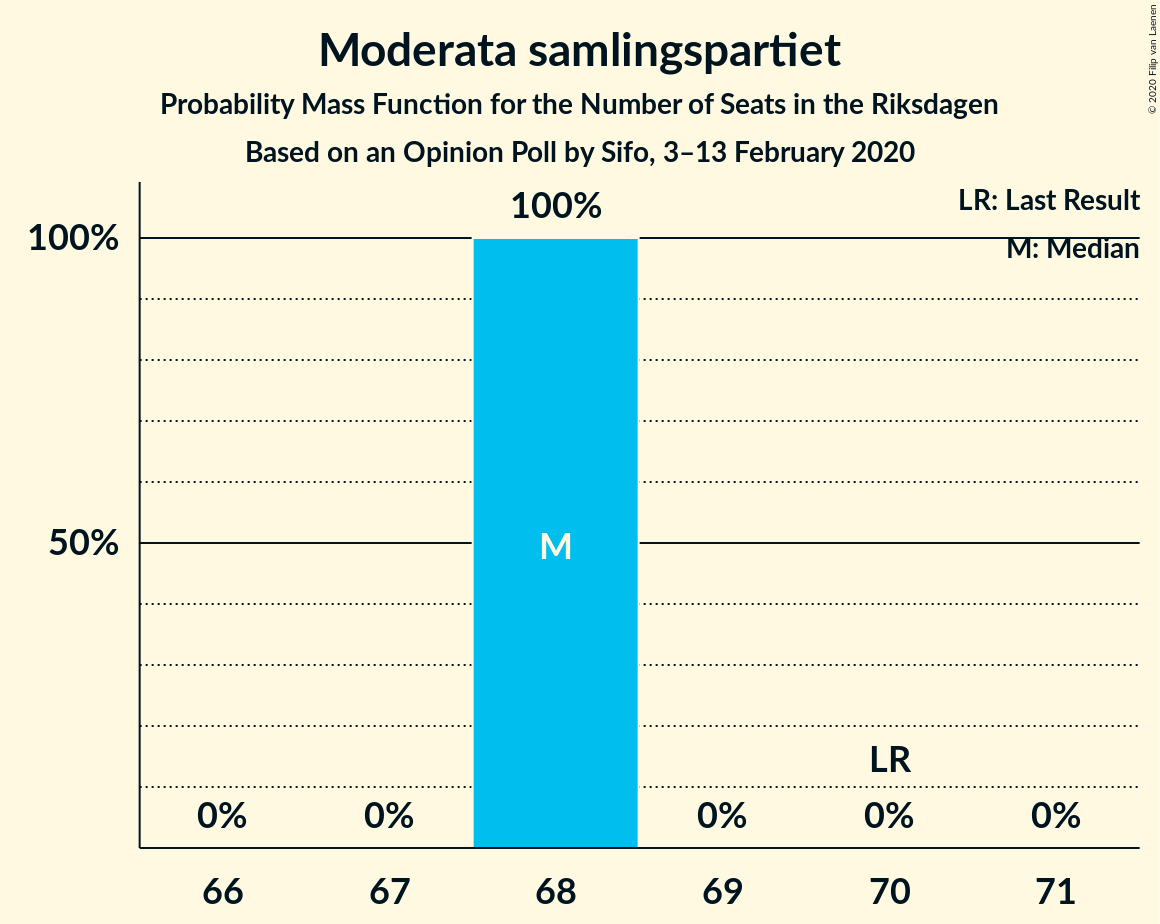 Moderata samlingspartiet
Probability Mass Function for the Number of Seats in the Riksdagen
Based on an Opinion Poll by Sifo, 3–13 February 2020
© 2020 Filip van Laenen
LR: Last Result
M: Median
100%
100%
50%
M
LR
0%
0%
0%
0%
0%
66
67
68
69
70
71